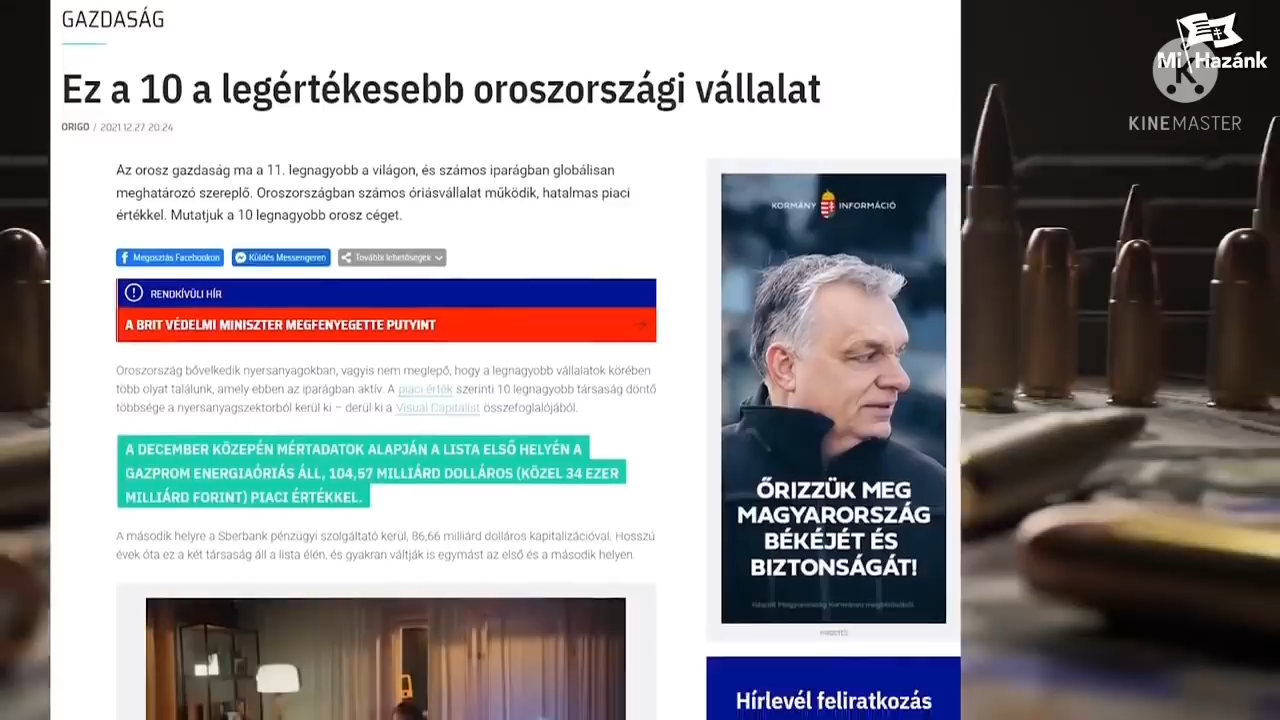 GAZDASÁG
Mi Hazánk
K
KINEMASTER
Ez a 10 a legértékesebb oroszországi vállalat
ORIGO / 2021.12.27 20:24
Az orosz gazdaság ma a 11. legnagyobb a világon, és számos iparágban globálisan
meghatározó szereplő. Oroszországban számos óriásvállalat működik, hatalmas piaci
értékkel. Mutatjuk a 10 legnagyobb orosz céget.
Megosztás Facebookon
Küldés Messengeren
További lehetőségek
RENDKÍVÜLI HÍR
A BRIT VÉDELMI MINISZTER MEGFENYEGETTE PUTYINT
Oroszország bővelkedik nyersanyagokban, vagyis nem meglepő, hogy a legnagyobb vállalatok körében
több olyat találunk, amely ebben az iparágban aktív. A piaci érték szerinti 10 legnagyobb társaság döntő
többsége a nyersanyagszektorból kerül ki – derül ki a Visual Capitalist összefoglalójából.
A DECEMBER KÖZEPÉN MÉRTADATOK ALAPJÁN A LISTA ELSŐ HELYÉN A
GAZPROM ENERGIAÓRIÁS ÁLL, 104,57 MILLIÁRD DOLLÁROS (KÖZEL 34 EZER
MILLIÁRD FORINT) PIACI ÉRTÉKKEL.
A második helyre a Sberbank pénzügyi szolgáltató kerül, 86,66 milliárd dolláros kapitalizációval. Hosszú
évek óta ez a két társaság áll a lista élén, és gyakran váltják is egymást az első és a második helyen.
KORMÁNY INFORMÁCIÓ
ŐRIZZÜK MEG
MAGYARORSZÁG
BÉKÉJÉT ÉS
BIZTONSÁGÁT!
Készült Magyarország Kormánya megbízásából
HIRDETÉS
Hírlevél feliratkozás